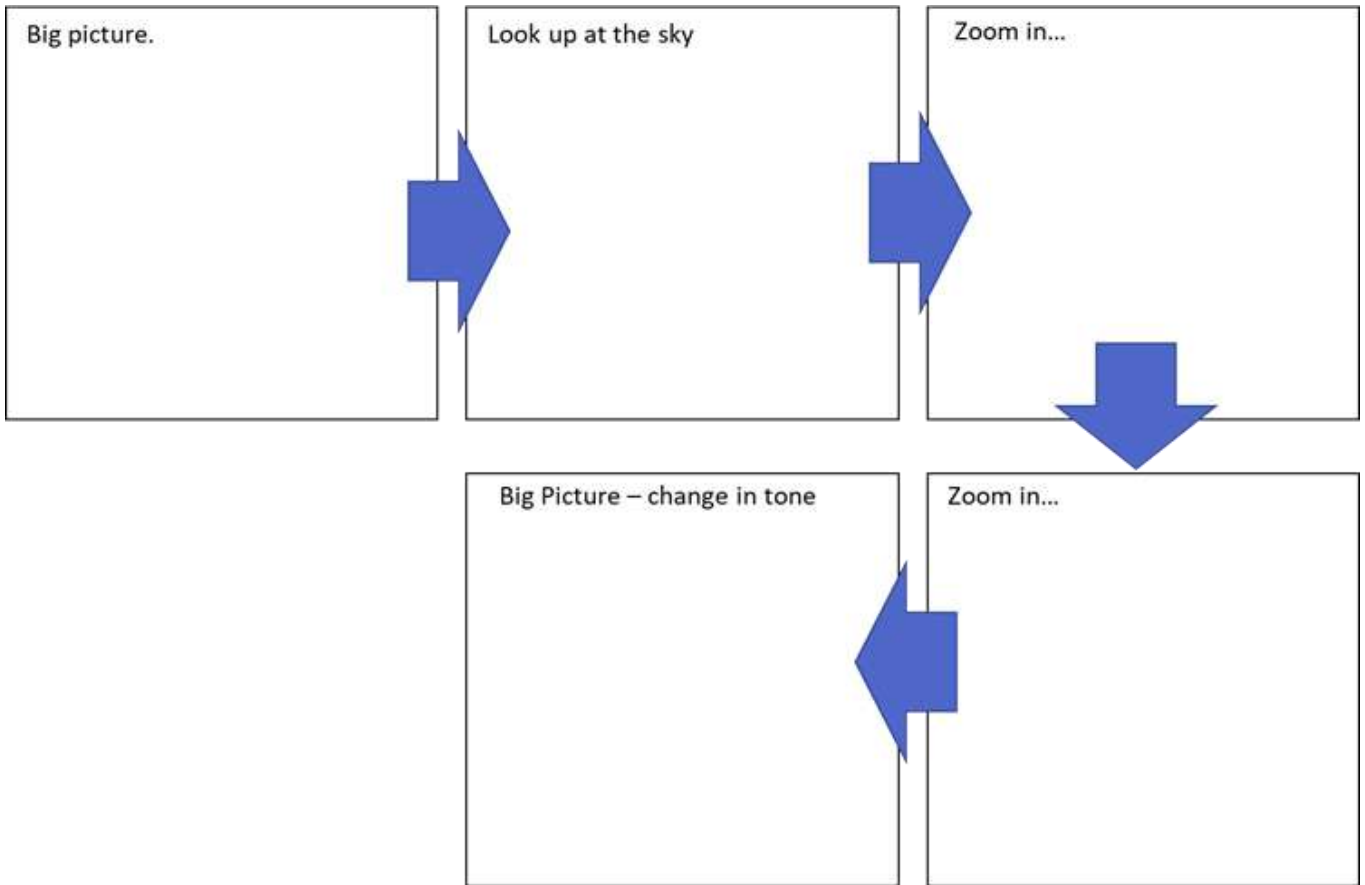 Big picture.
Look up at the sky
Zoom in…
Zoom in…
Big Picture – change in tone